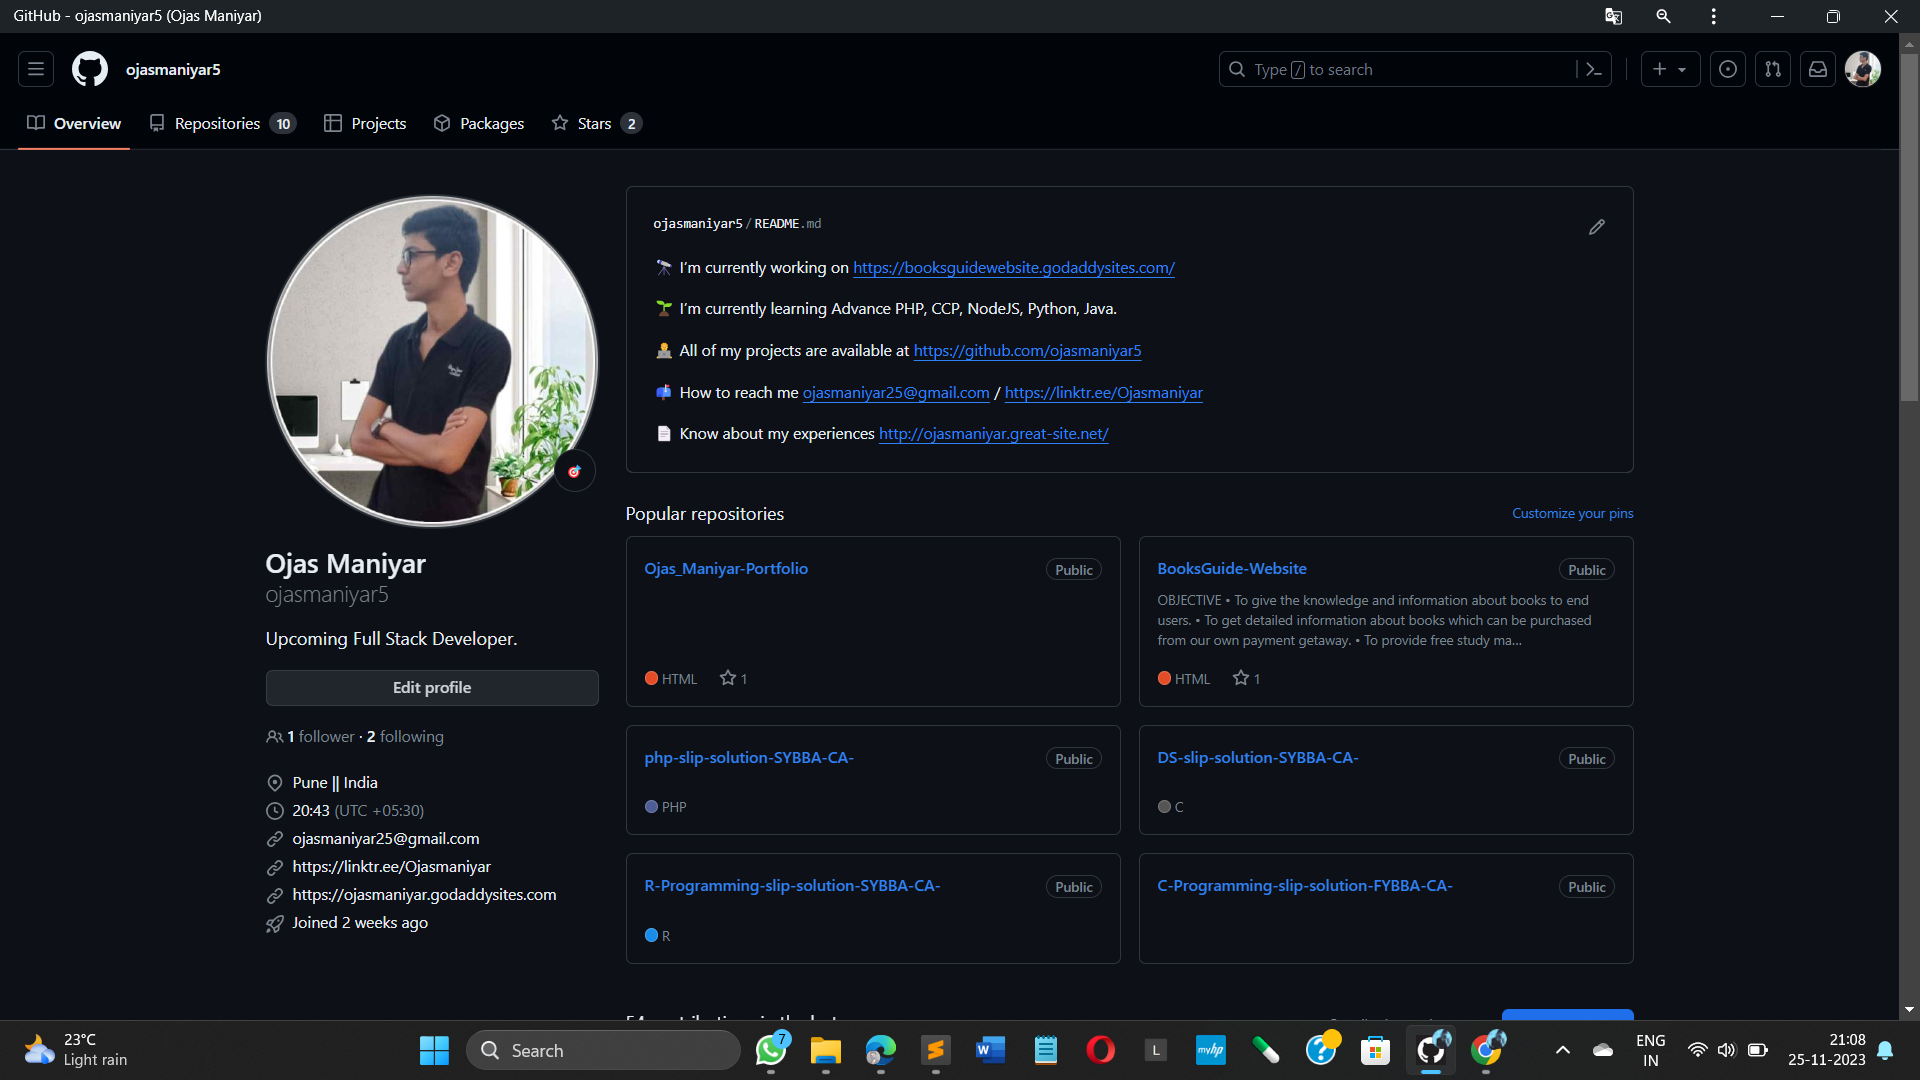 GitHub - ojasmaniyar5 (Ojas Maniyar)
ojasmaniyar5
Type / to search
Overview
Repositories 10
Projects
Packages
Stars 2
ojasmaniyar5/README.md
I'm currently working on https://booksguidewebsite.godaddysites.com/
I'm currently learning Advance PHP, CCP, NodeJS, Python, Java.
All of my projects are available at https://github.com/ojasmaniyar5
How to reach me ojasmaniyar25@gmail.com / https://linktr.ee/Ojasmaniyar
Know about my experiences http://ojasmaniyar.great-site.net/
Ojas Maniyar
ojasmaniyar5
Upcoming Full Stack Developer.
Edit profile
1 follower · 2 following
Pune || India
20:43 (UTC +05:30)
ojasmaniyar25@gmail.com
https://linktr.ee/Ojasmaniyar
https://ojasmaniyar.godaddysites.com
Joined 2 weeks ago
Popular repositories
Customize your pins
Ojas_Maniyar-Portfolio
Public
HTML
1
BooksGuide-Website
Public
OBJECTIVE • To give the knowledge and information about books to end
users. • To get detailed information about books which can be purchased
from our own payment getaway. • To provide free study ma...
HTML
1
php-slip-solution-SYBBA-CA-
Public
PHP
DS-slip-solution-SYBBA-CA-
Public
C
R-Programming-slip-solution-SYBBA-CA-
Public
R
C-Programming-slip-solution-FYBBA-CA-
Public
23°C
Light rain
Search
7
L
myhp
ENG
IN
21:08
25-11-2023